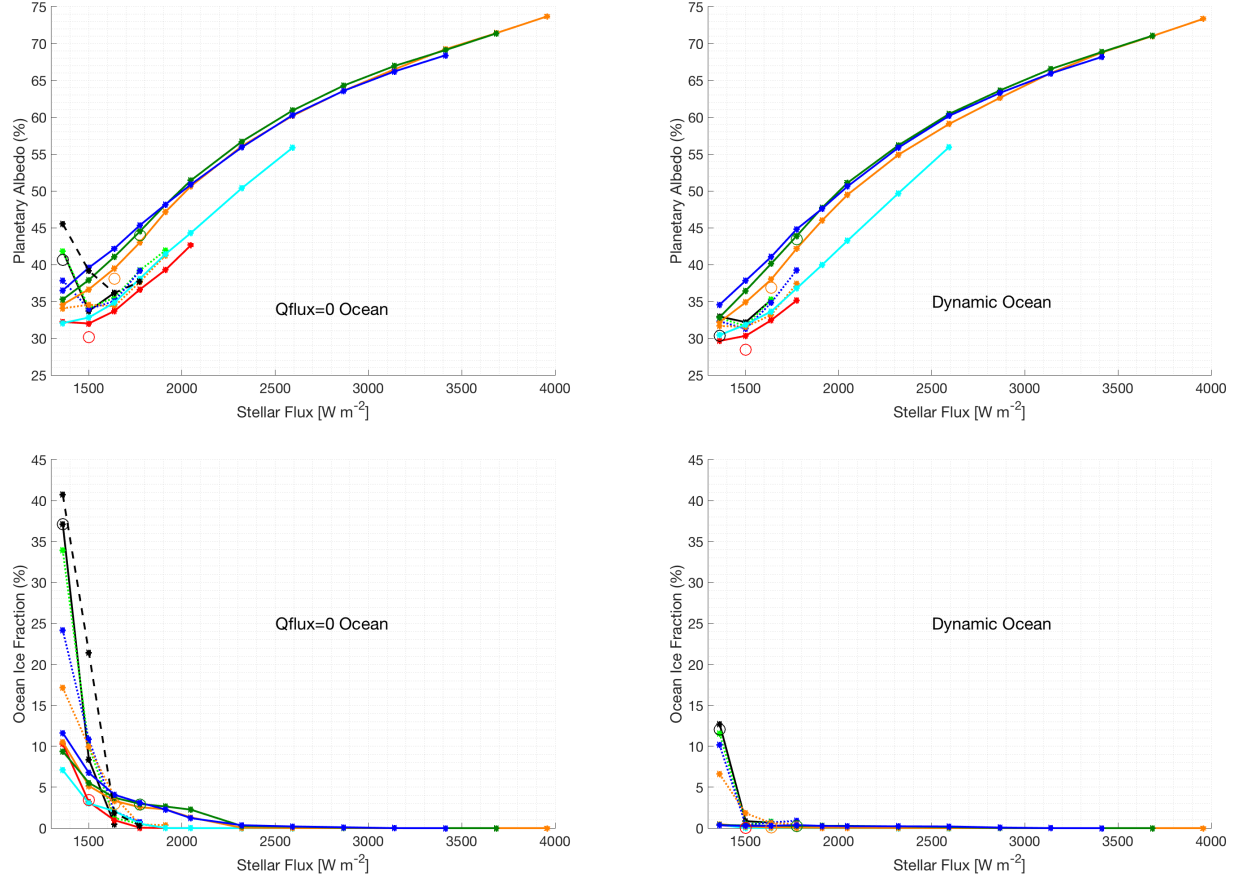 75
70
65
60
55
50
45
40
35
30
25
Planetary Albedo (%)
Qflux=0 Ocean
1500 2000 2500 3000 3500 4000
Stellar Flux [W m-2]
75
70
65
60
55
50
45
40
35
30
25
Planetary Albedo (%)
Dynamic Ocean
1500 2000 2500 3000 3500 4000
Stellar Flux [W m-2]
45
40
35
30
25
20
15
10
5
0
Ocean Ice Fraction (%)
Qflux=0 Ocean
1500 2000 2500 3000 3500 4000
Stellar Flux [W m-2]
45
40
35
30
25
20
15
10
5
0
Ocean Ice Fraction (%)
Dynamic Ocean
1500 2000 2500 3000 3500 4000
Stellar Flux [W m-2]